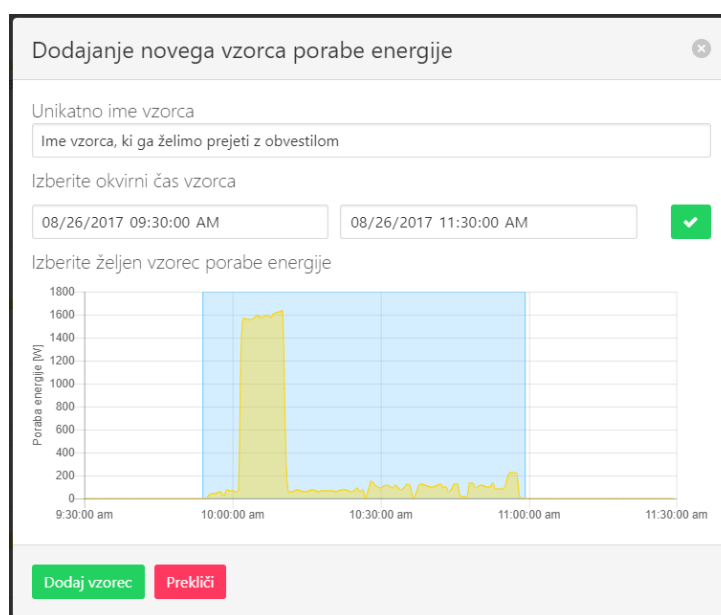 Dodajanje novega vzorca porabe energije
Unikatno ime vzorca
Ime vzorca, ki ga želimo prejeti z obvestilom
Izberite okvirni čas vzorca
08/26/2017 09:30:00 AM 08/26/2017 11:30:00 AM
Izberite željen vzorec porabe energije
Poraba energije [W]
1800
1600
1400
1200
1000
800
600
400
200
0
9:30:00 am 10:00:00 am 10:30:00 am 11:00:00 am 11:30:00 am
Dodaj vzorec Prekliči